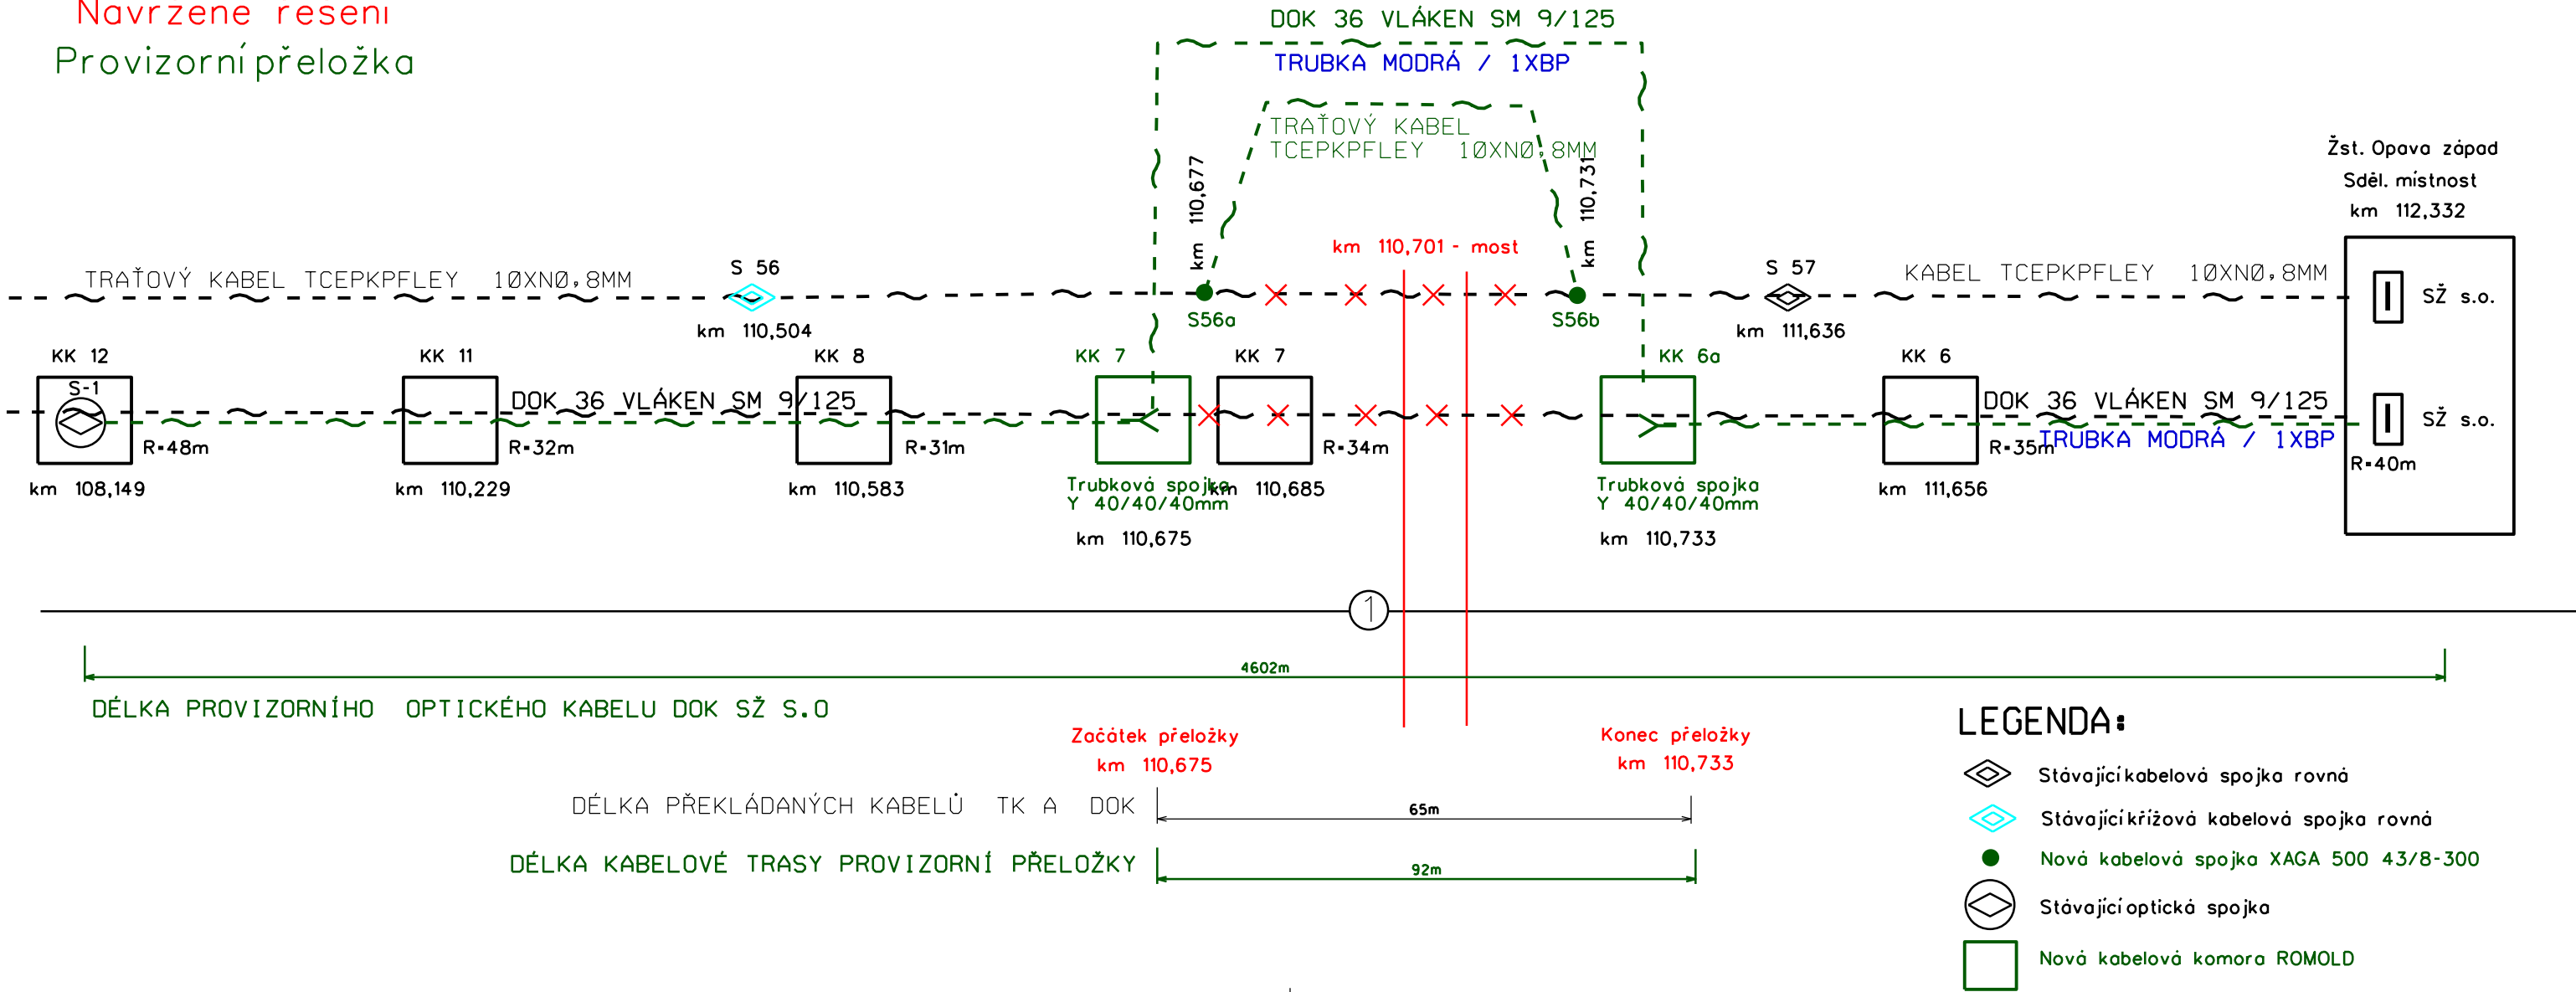 Navrzene reseni
Provizorní přeložka
DOK 36 VLÁKEN SM 9/125
TRUBKA MODRÁ / 1XBP
TRAŤOVÝ KABEL
TCEPKPFLEY 10XN0,8MM
km 110,677
km 110,731
km 110,701 - most
Žst. Opava západ
Sděl. místnost
km 112,332
TRAŤOVÝ KABEL TCEPKPFLEY 10XN0,8MM
S 56
km 110,504
S56a
S56b
S 57
km 111,636
KABEL TCEPKPFLEY 10XN0,8MM
SŽ s.o.
KK 12
S-1
R=48m
km 108,149
KK 11
DOK 36 VLÁKEN SM 9/125
R=32m
km 110,229
KK 8
R=31m
km 110,583
KK 7
Trubková spojka
Y 40/40/40mm
km 110,675
KK 7
R=34m
km 110,685
KK 6a
Trubková spojka
Y 40/40/40mm
km 110,733
KK 6
R=35m
km 111,656
DOK 36 VLÁKEN SM 9/125
TRUBKA MODRÁ / 1XBP
SŽ s.o.
R=40m
1
4602m
DÉLKA PROVIZORNÍHO OPTICKÉHO KABELU DOK SŽ S.O
Začátek přeložky
km 110,675
Konec přeložky
km 110,733
DÉLKA PŘEKLÁDANÝCH KABELŮ TK A DOK
65m
DÉLKA KABELOVÉ TRASY PROVIZORNÍ PŘELOŽKY
92m
LEGENDA:
Stávající kabelová spojka rovná
Stávající křížová kabelová spojka rovná
Nová kabelová spojka XAGA 500 43/8-300
Stávající optická spojka
Nová kabelová komora ROMOLD